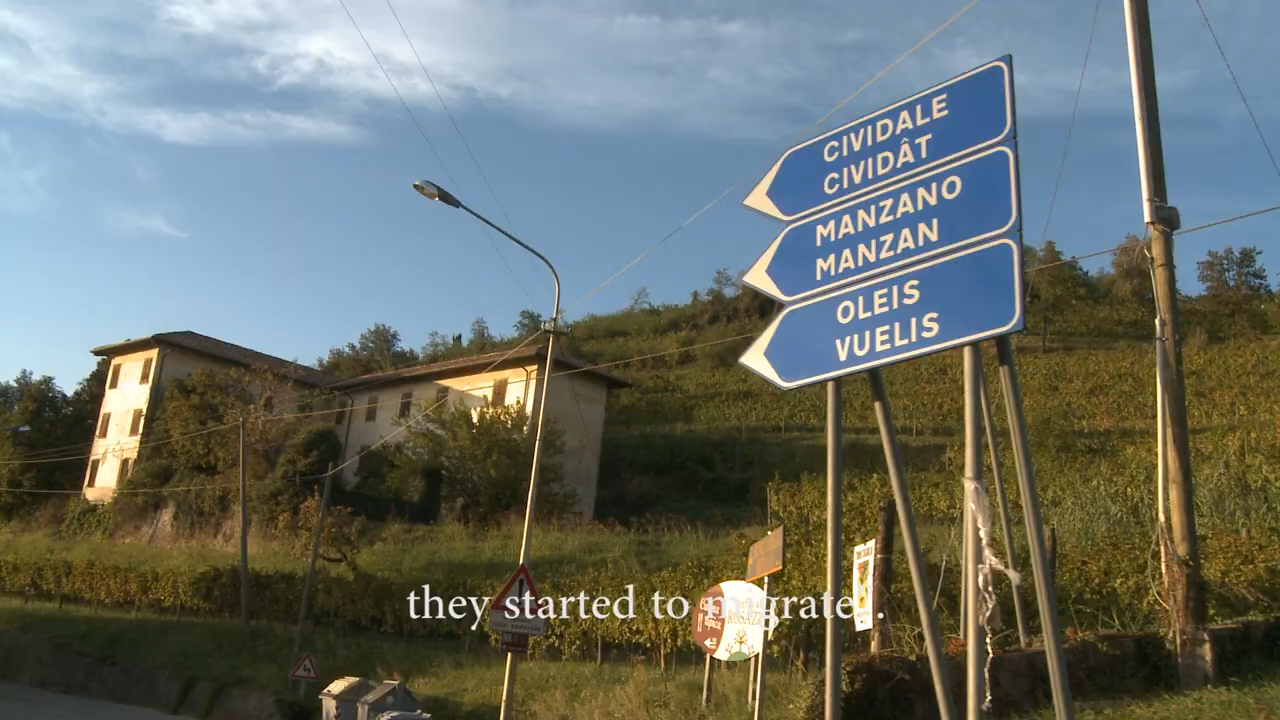 CIVIDALE
CIVIDÂT
MANZANO
MANZAN
OLEIS
VUELIS
they started to migrate...